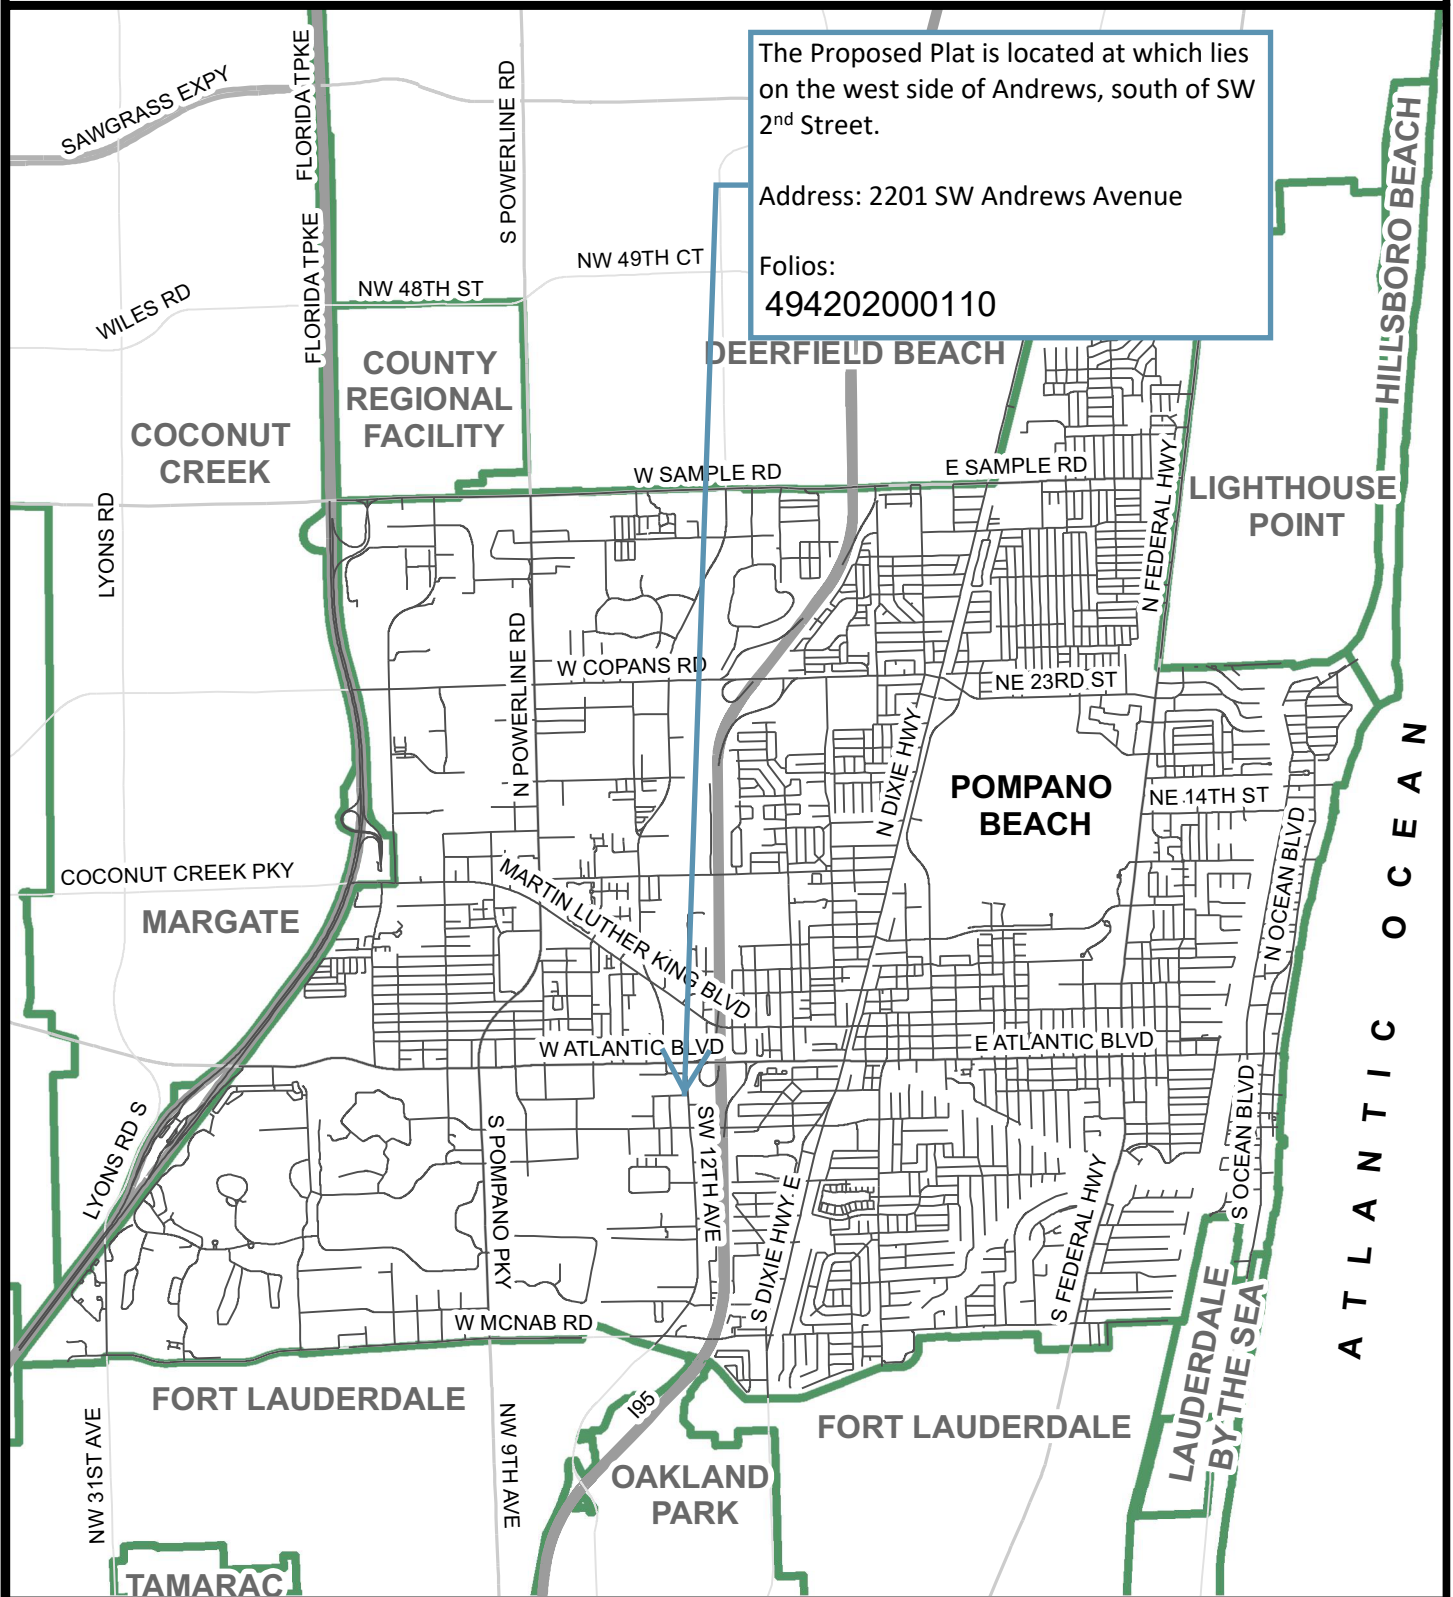 The Proposed Plat is located at which lies
on the west side of Andrews, south of SW
2nd Street.
Address: 2201 SW Andrews Avenue
Folios:
494202000110
SAWGRASS EXPY
FLORIDA TPKE
S POWERLINE RD
FLORIDA TPKE
NW 49TH CT
NW 48TH ST
WILES RD
HILLSBORO BEACH
DEERFIELD BEACH
COUNTY
REGIONAL
FACILITY
COCONUT
CREEK
W SAMPLE RD
E SAMPLE RD
LYONS RD
N FEDERAL HWY
LIGHTHOUSE
POINT
N POWERLINE RD
W COPANS RD
NE 23RD ST
N DIXIE HWY
POMPANO
BEACH
NE 14TH ST
COCONUT CREEK PKY
MARGATE
MARTIN LUTHER KING BLVD
N OCEAN BLVD
ATLANTIC OCEAN
W ATLANTIC BLVD
E ATLANTIC BLVD
LYONS RD S
S POMPANO PKY
SW 12TH AVE
S DIXIE HWY E
S FEDERAL HWY
S OCEAN BLVD
W MCNAB RD
LAUDERDALE
BY THE SEA
FORT LAUDERDALE
FORT LAUDERDALE
I95
NW 31ST AVE
NW 9TH AVE
OAKLAND
PARK
TAMARAC